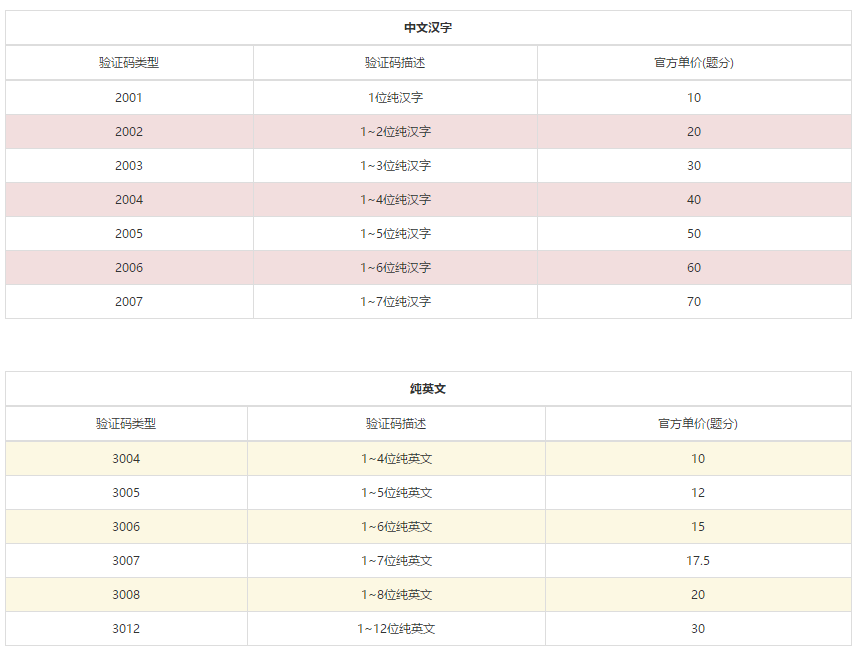 中文汉字
验证码类型 验证码描述 官方单价(题分)
2001 1位纯汉字 10
2002 1~2位纯汉字 20
2003 1~3位纯汉字 30
2004 1~4位纯汉字 40
2005 1~5位纯汉字 50
2006 1~6位纯汉字 60
2007 1~7位纯汉字 70
纯英文
验证码类型 验证码描述 官方单价(题分)
3004 1~4位纯英文 10
3005 1~5位纯英文 12
3006 1~6位纯英文 15
3007 1~7位纯英文 17.5
3008 1~8位纯英文 20
3012 1~12位纯英文 30